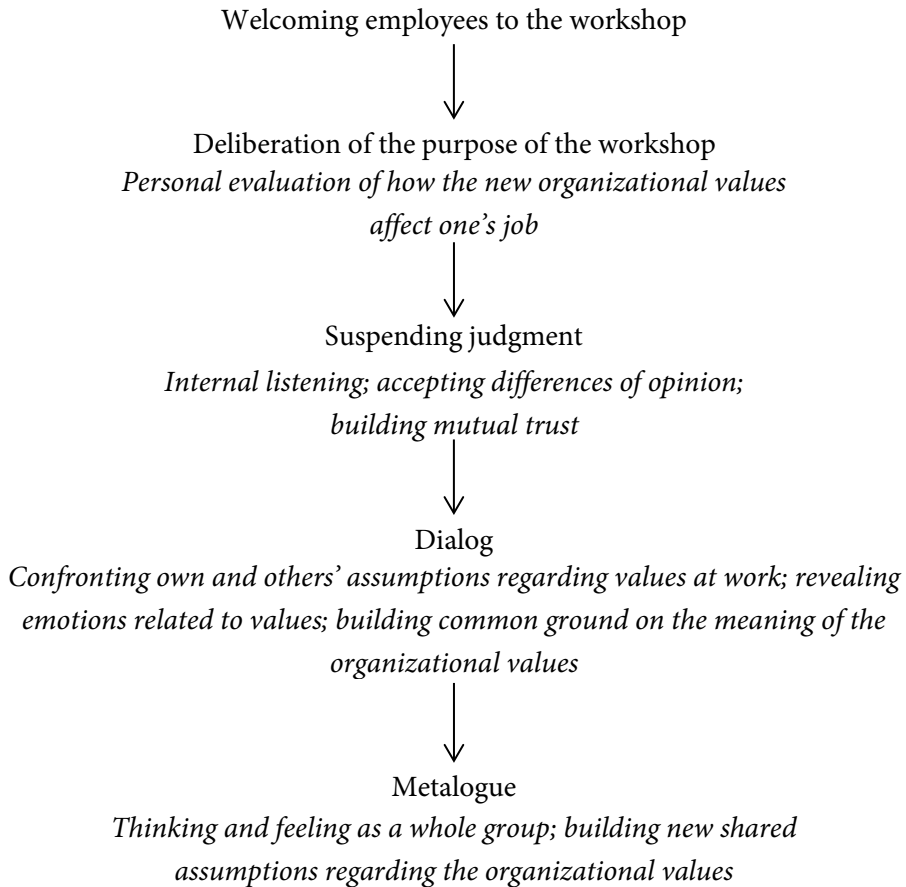 Welcoming employees to the workshop
Deliberation of the purpose of the workshop
Personal evaluation of how the new organizational values
affect one’s job
Suspending judgment
Internal listening; accepting differences of opinion;
building mutual trust
Dialog
Confronting own and others’ assumptions regarding values at work; revealing
emotions related to values; building common ground on the meaning of the
organizational values
Metalogue
Thinking and feeling as a whole group; building new shared
assumptions regarding the organizational values